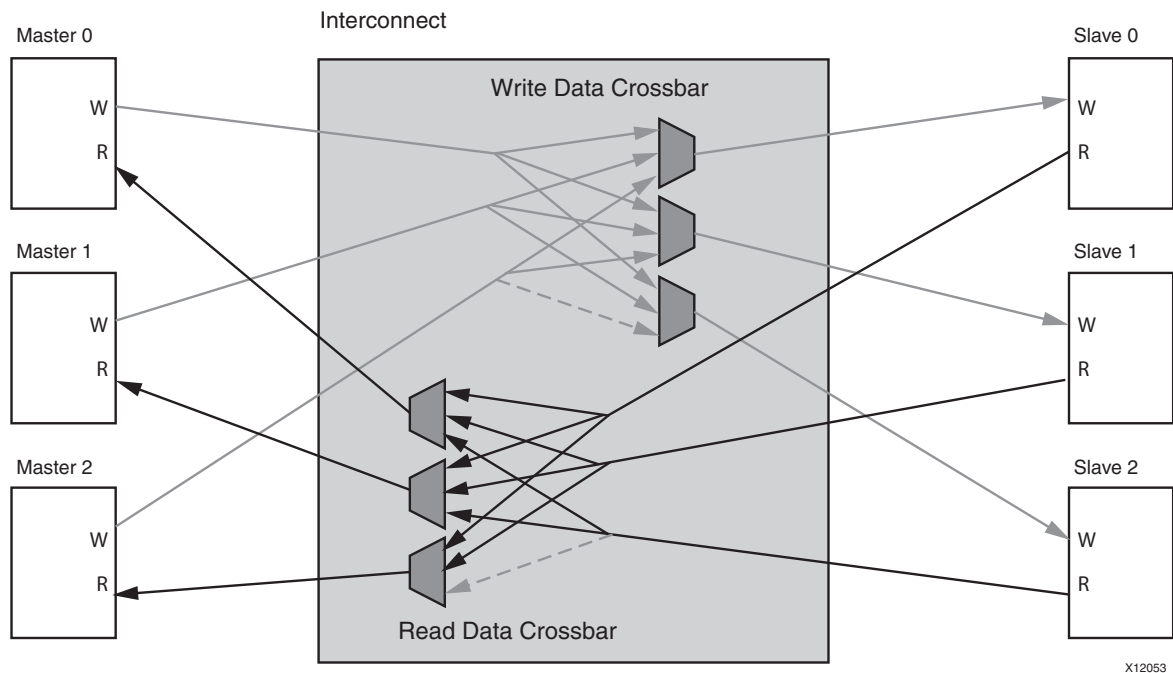 Interconnect
Master 0
Slave 0
Write Data Crossbar
W
W
R
R
Master 1
Slave 1
W
W
R
R
Master 2
Slave 2
W
W
R
R
Read Data Crossbar
X12053